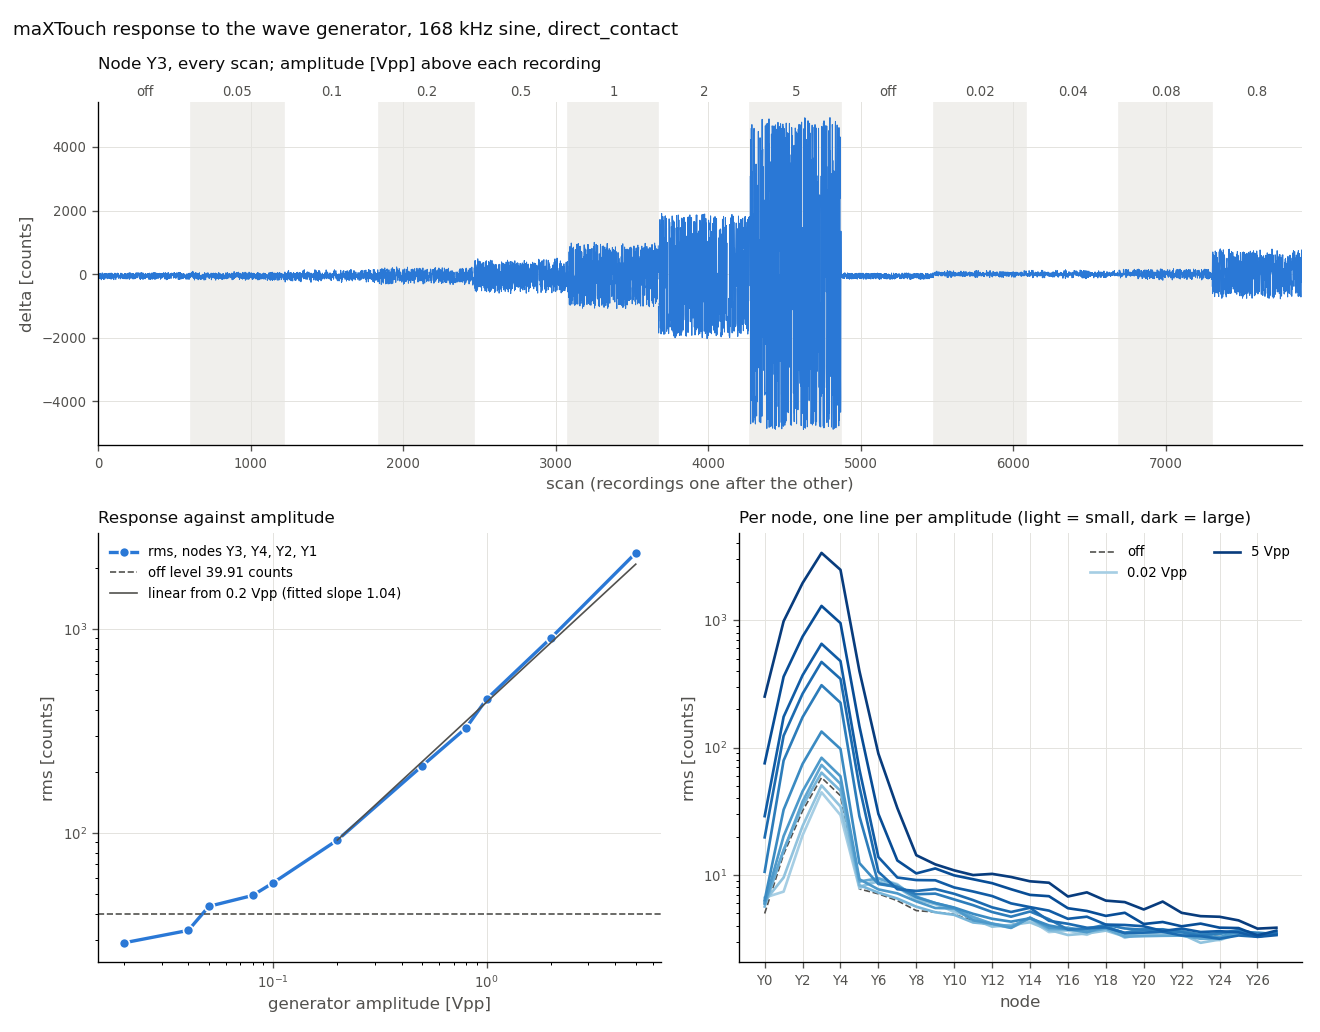 maXTouch response to the wave generator, 168 kHz sine, direct_contact
Node Y3, every scan; amplitude [Vpp] above each recording
off 0.05 0.1 0.2 0.5 1 2 5 off 0.02 0.04 0.08 0.8
delta [counts]
4000
2000
0
−2000
−4000
0 1000 2000 3000 4000 5000 6000 7000
scan (recordings one after the other)
Response against amplitude
rms, nodes Y3, Y4, Y2, Y1
off level 39.91 counts
linear from 0.2 Vpp (fitted slope 1.04)
rms [counts]
10³
10²
10⁻¹ 10⁰
generator amplitude [Vpp]
Per node, one line per amplitude (light = small, dark = large)
off 5 Vpp
0.02 Vpp
rms [counts]
10³
10²
10¹
Y0 Y2 Y4 Y6 Y8 Y10 Y12 Y14 Y16 Y18 Y20 Y22 Y24 Y26
node